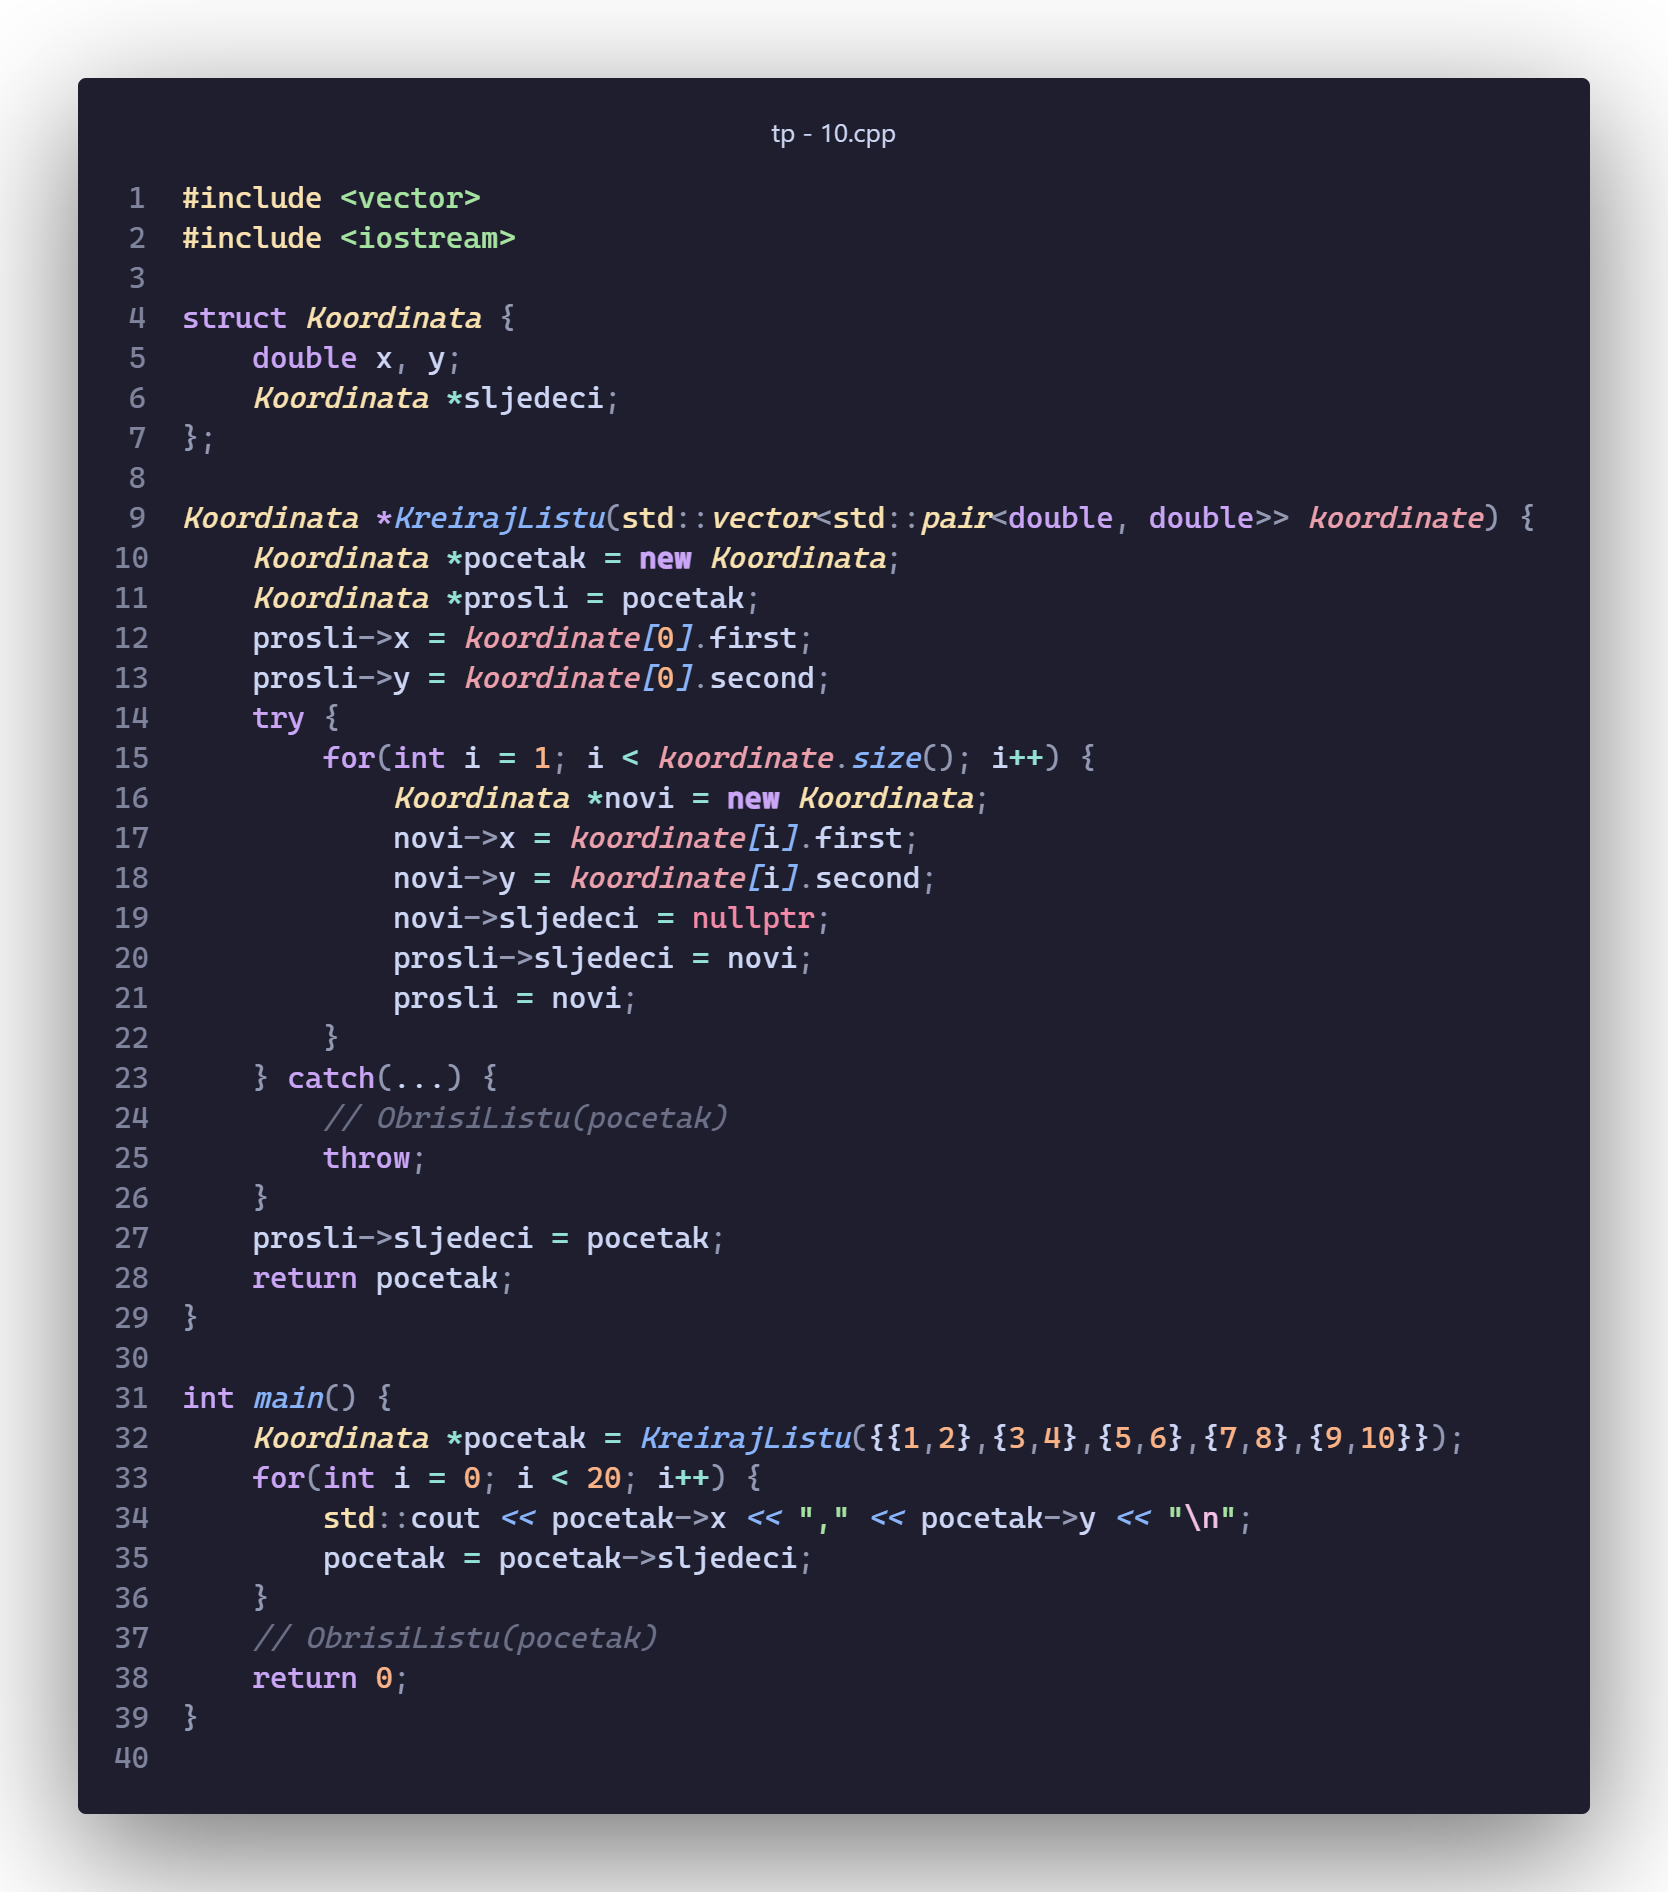 tp - 10.cpp
1 #include <vector>
2 #include <iostream>
3
4 struct Koordinata {
5     double x, y;
6     Koordinata *sljedeci;
7 };
8
9 Koordinata *KreirajListu(std::vector<std::pair<double, double>> koordinate) {
10     Koordinata *pocetak = new Koordinata;
11     Koordinata *prosli = pocetak;
12     prosli->x = koordinate[0].first;
13     prosli->y = koordinate[0].second;
14     try {
15         for(int i = 1; i < koordinate.size(); i++) {
16             Koordinata *novi = new Koordinata;
17             novi->x = koordinate[i].first;
18             novi->y = koordinate[i].second;
19             novi->sljedeci = nullptr;
20             prosli->sljedeci = novi;
21             prosli = novi;
22         }
23     } catch(...) {
24         // ObrisiListu(pocetak)
25         throw;
26     }
27     prosli->sljedeci = pocetak;
28     return pocetak;
29 }
30
31 int main() {
32     Koordinata *pocetak = KreirajListu({{1,2},{3,4},{5,6},{7,8},{9,10}});
33     for(int i = 0; i < 20; i++) {
34         std::cout << pocetak->x << "," << pocetak->y << "\n";
35         pocetak = pocetak->sljedeci;
36     }
37     // ObrisiListu(pocetak)
38     return 0;
39 }
40